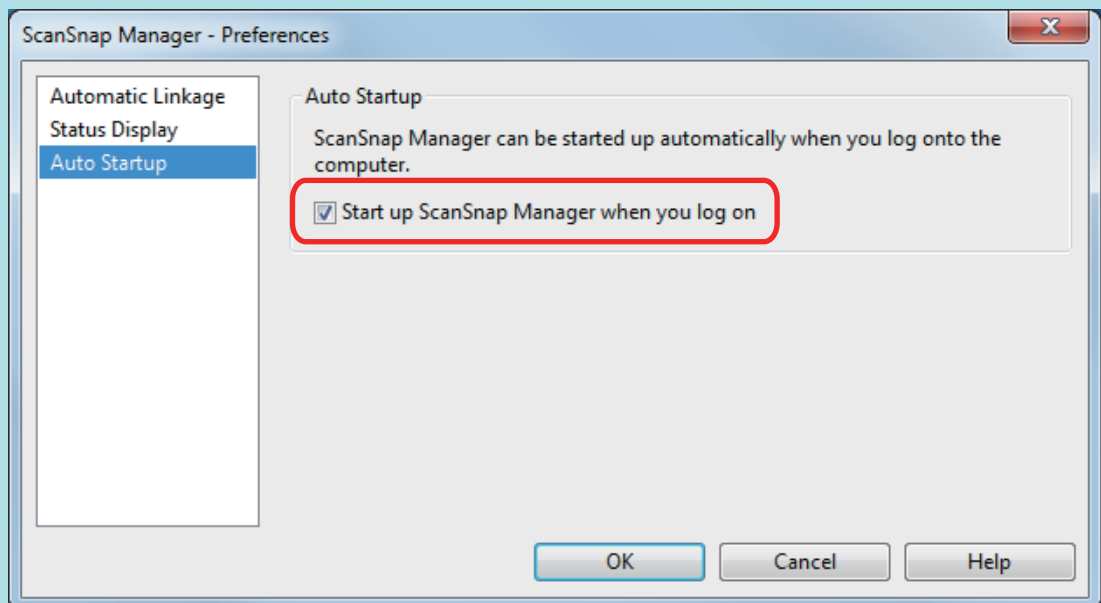 ScanSnap Manager - Preferences
Automatic Linkage
Status Display
Auto Startup
Auto Startup
ScanSnap Manager can be started up automatically when you log onto the
computer.
Start up ScanSnap Manager when you log on
OK
Cancel
Help